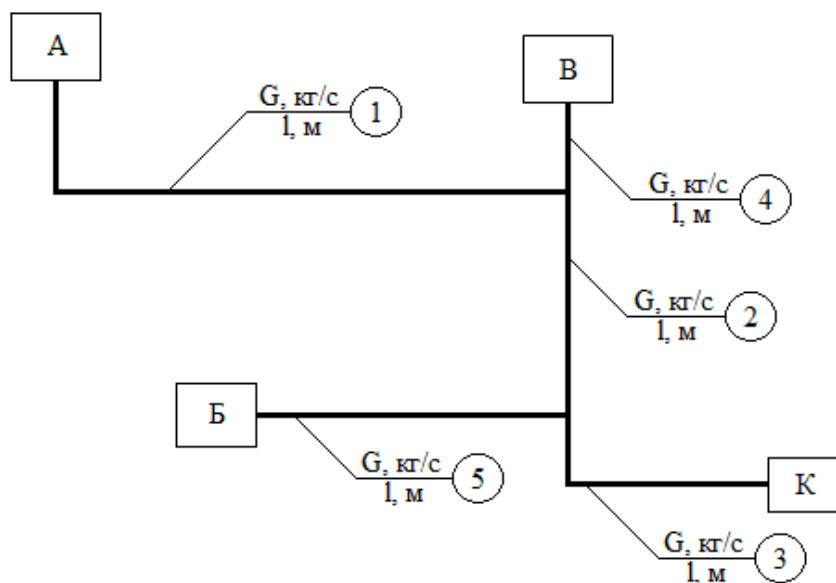 А
В
G, кг/с
l, м
1
G, кг/с
l, м
4
G, кг/с
l, м
2
Б
G, кг/с
l, м
5
К
G, кг/с
l, м
3